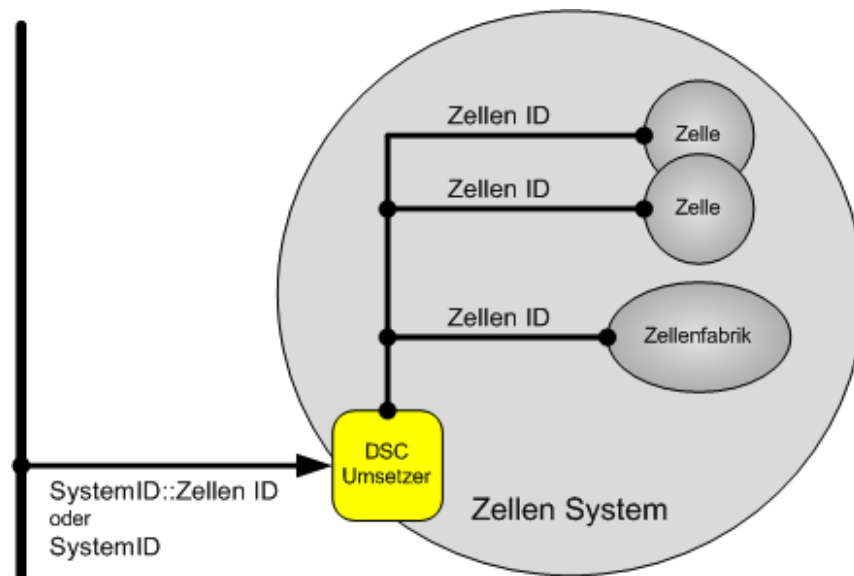 Zellen ID
Zelle
Zellen ID
Zelle
Zellen ID
Zellenfabrik
DSC
Umsetzer
SystemID::Zellen ID
oder
SystemID
Zellen System